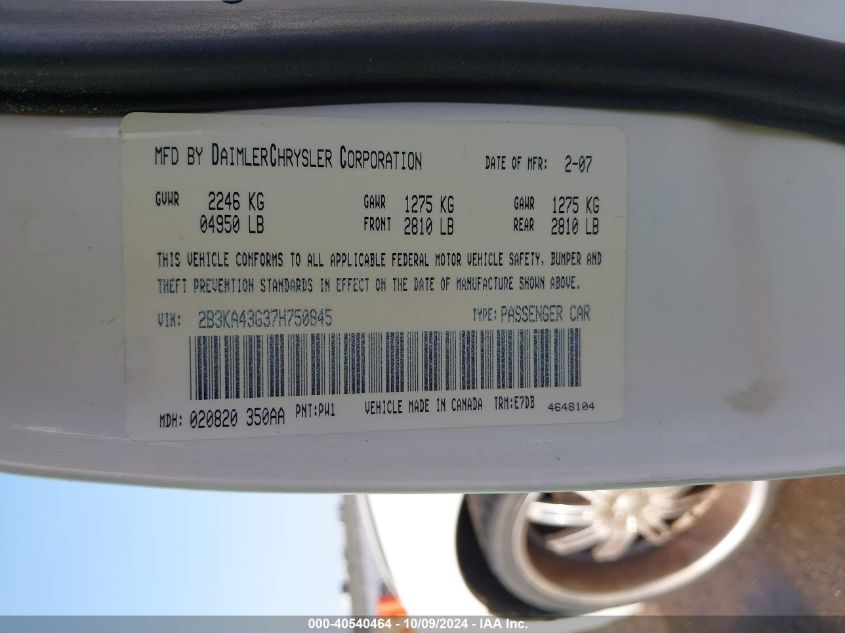 MFD BY DAIMLERCHRYSLER CORPORATION DATE OF MFR: 2-07
GVWR 2246 KG GAWR 1275 KG GAWR 1275 KG
04950 LB FRONT 2810 LB REAR 2810 LB
THIS VEHICLE CONFORMS TO ALL APPLICABLE FEDERAL MOTOR VEHICLE SAFETY, BUMPER AND
THEFT PREVENTION STANDARDS IN EFFECT ON THE DATE OF MANUFACTURE SHOWN ABOVE.
VIN: 2B3KA43G37H750845 TYPE: PASSENGER CAR
MDH: 020820 350AA PNT:PW1 VEHICLE MADE IN CANADA TRM:E7DB 4648104
000-40540464 - 10/09/2024 - IAA Inc.